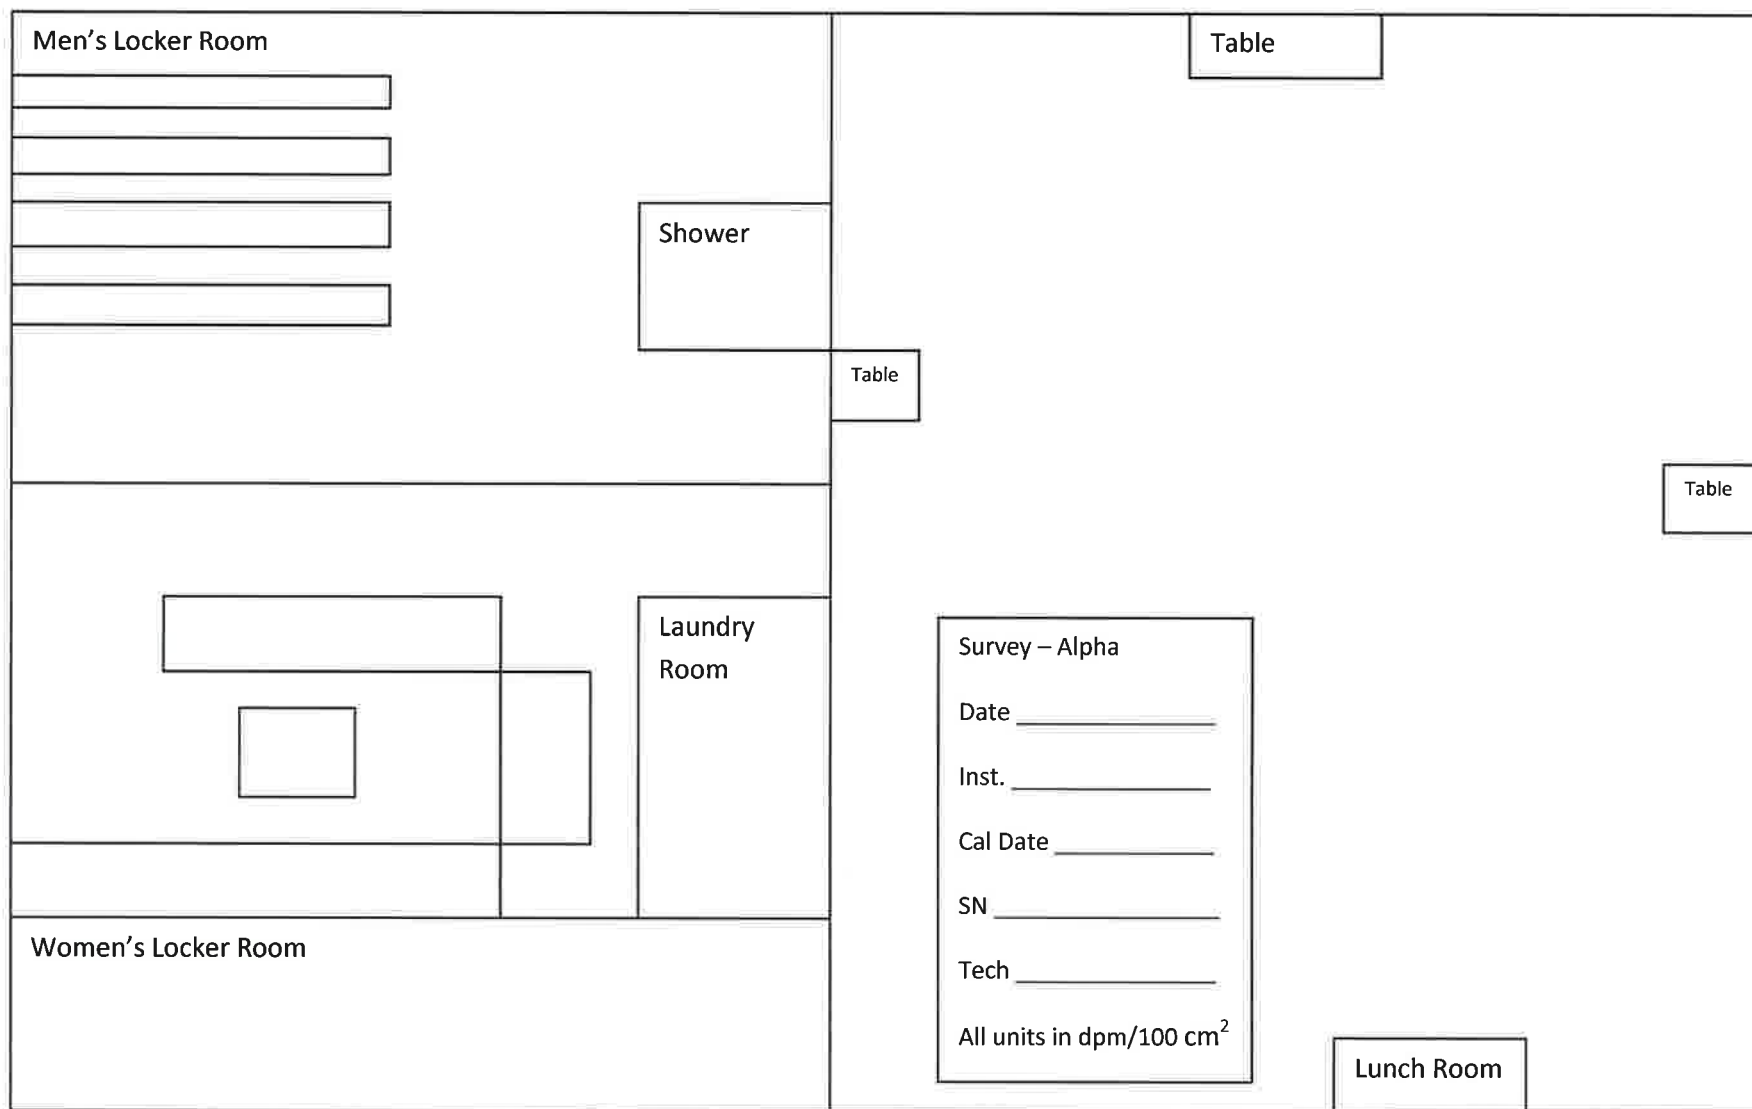 Men’s Locker Room
Table
Shower
Table
Table
Laundry
Room
Survey – Alpha
Date
Inst.
Cal Date
SN
Tech
All units in dpm/100 cm²
Women’s Locker Room
Lunch Room